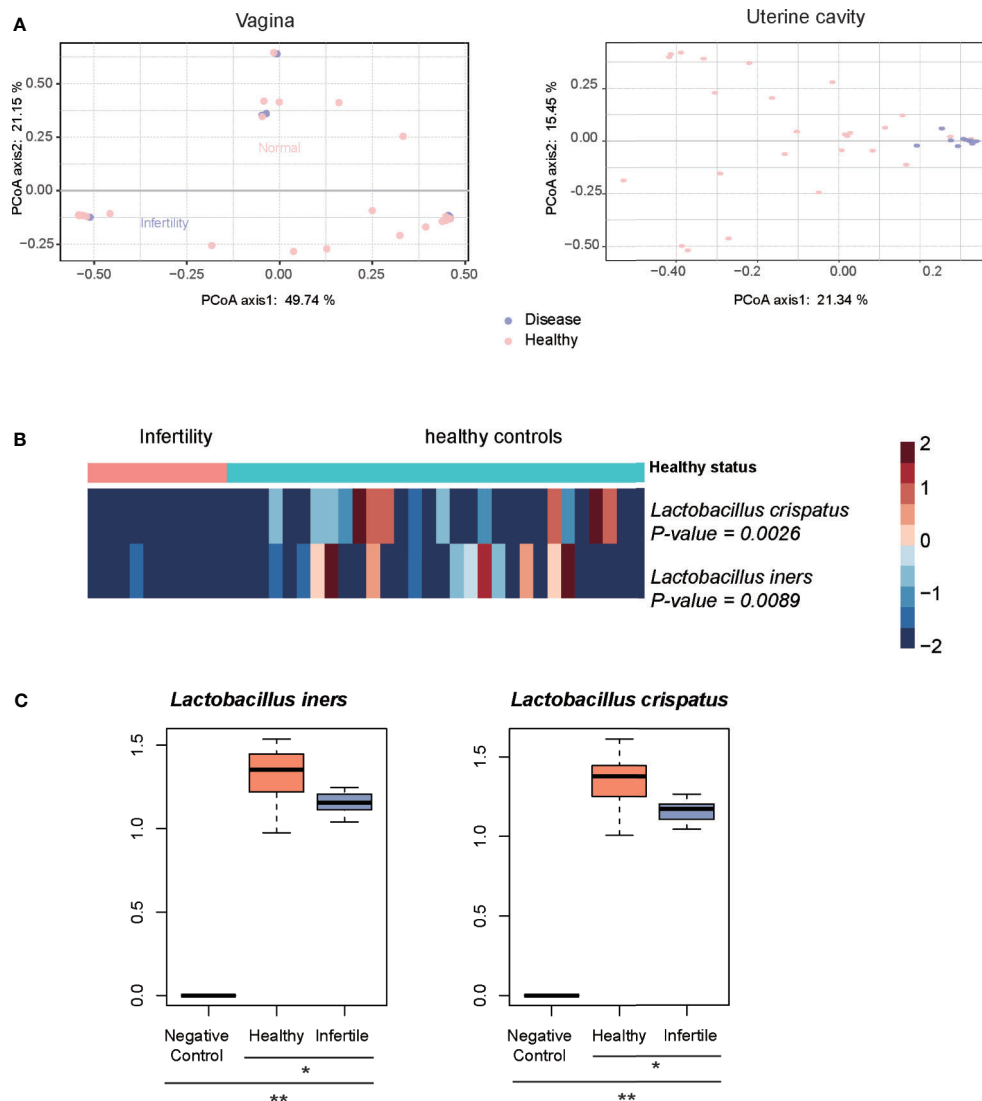 A
Vagina
Uterine cavity
PCoA axis2: 21.15 %
0.50
0.25
0.00
−0.25
Normal
Infertility
−0.50
−0.25
0.00
0.25
0.50
PCoA axis1: 49.74 %
PCoA axis2: 15.45 %
0.25
0.00
−0.25
−0.50
−0.40
−0.20
0.00
0.2
PCoA axis1: 21.34 %
Disease
Healthy
B
Infertility
healthy controls
Healthy status
Lactobacillus crispatus
P-value = 0.0026
Lactobacillus iners
P-value = 0.0089
2
1
0
−1
−2
C
Lactobacillus iners
1.5
1.0
0.5
0.0
Negative
Control
Healthy
Infertile
*
**
Lactobacillus crispatus
1.5
1.0
0.5
0.0
Negative
Control
Healthy
Infertile
*
**